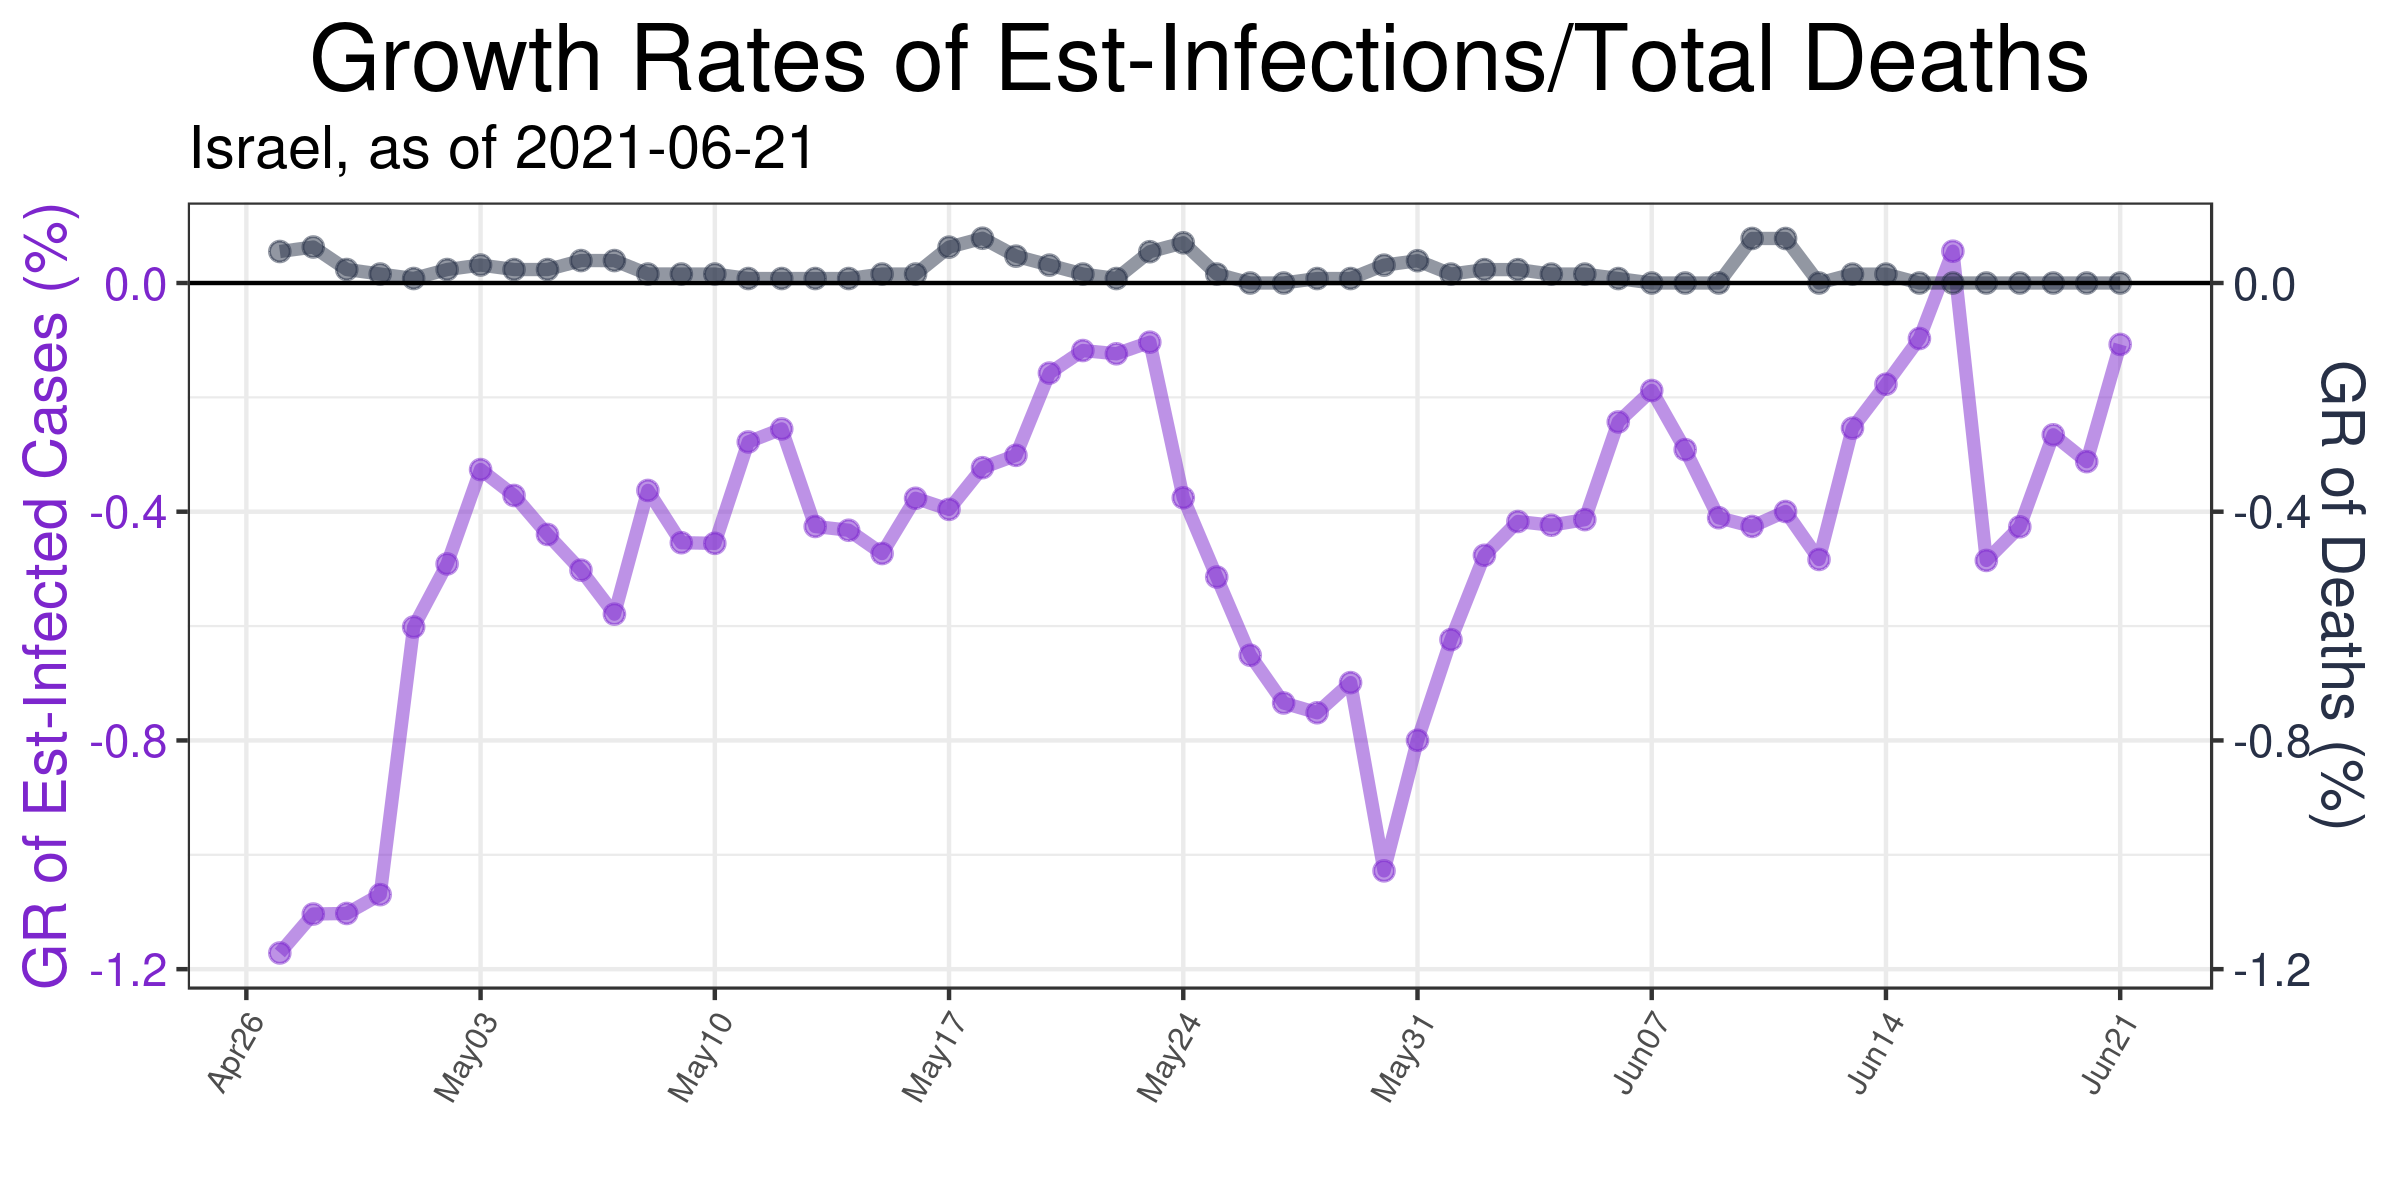 Growth Rates of Est-Infections/Total Deaths
Israel, as of 2021-06-21
GR of Est-Infected Cases (%)
0.0
-0.4
-0.8
-1.2
0.0
-0.4
-0.8
-1.2
GR of Deaths (%)
Apr26
May03
May10
May17
May24
May31
Jun07
Jun14
Jun21